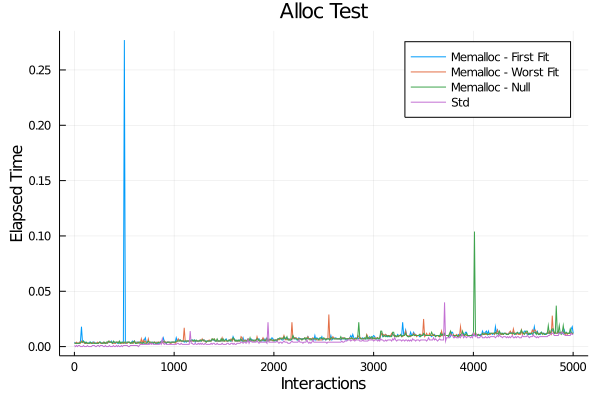 Alloc Test
Memalloc - First Fit
Memalloc - Worst Fit
Memalloc - Null
Std
Elapsed Time
0.25
0.20
0.15
0.10
0.05
0.00
0 1000 2000 3000 4000 5000
Interactions